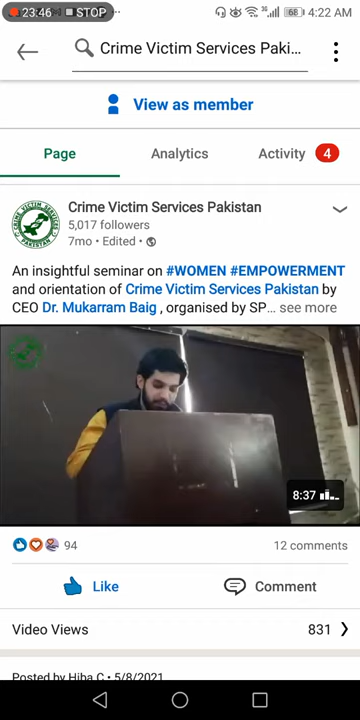 23:46 STOP 68 4:22 AM
Crime Victim Services Paki...
View as member
Page Analytics Activity 4
Crime Victim Services Pakistan
5,017 followers
7mo • Edited •
An insightful seminar on #WOMEN #EMPOWERMENT
and orientation of Crime Victim Services Pakistan by
CEO Dr. Mukarram Baig , organised by SP... see more
8:37
94 12 comments
Like Comment
Video Views 831
Posted by Hiba C • 5/8/2021